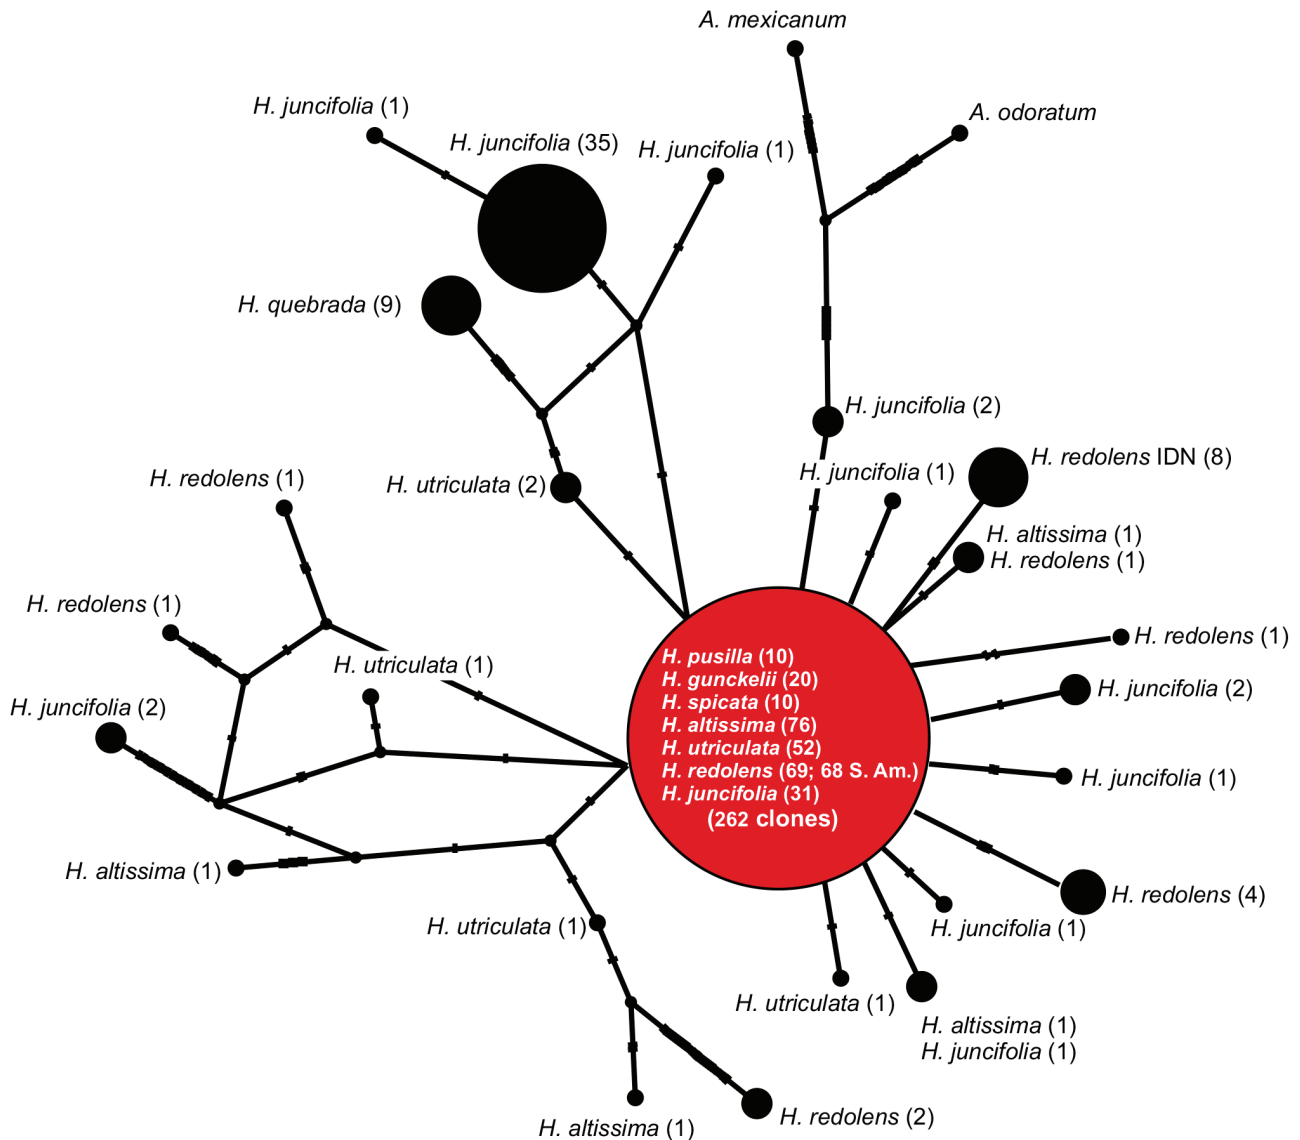 A. mexicanum
H. juncifolia (1)
A. odoratum
H. juncifolia (35)
H. juncifolia (1)
H. quebrada (9)
H. juncifolia (2)
H. redolens IDN (8)
H. juncifolia (1)
H. redolens (1)
H. utriculata (2)
H. altissima (1)
H. redolens (1)
H. redolens (1)
H. redolens (1)
H. utriculata (1)
H. pusilla (10)
H. gunckelii (20)
H. spicata (10)
H. altissima (76)
H. utriculata (52)
H. redolens (69; 68 S. Am.)
H. juncifolia (31)
(262 clones)
H. juncifolia (2)
H. juncifolia (2)
H. juncifolia (1)
H. altissima (1)
H. redolens (4)
H. utriculata (1)
H. juncifolia (1)
H. utriculata (1)
H. altissima (1)
H. juncifolia (1)
H. altissima (1)
H. redolens (2)